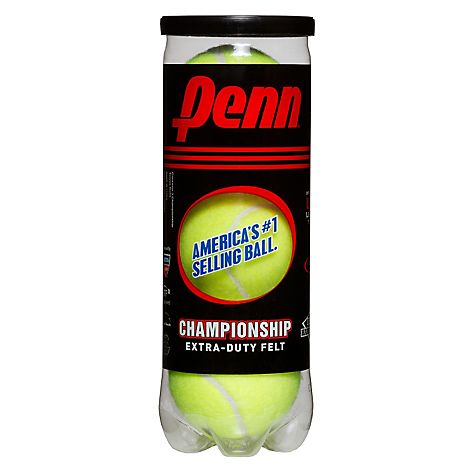 Penn
AMERICA'S #1
SELLING BALL.
CHAMPIONSHIP
EXTRA-DUTY FELT